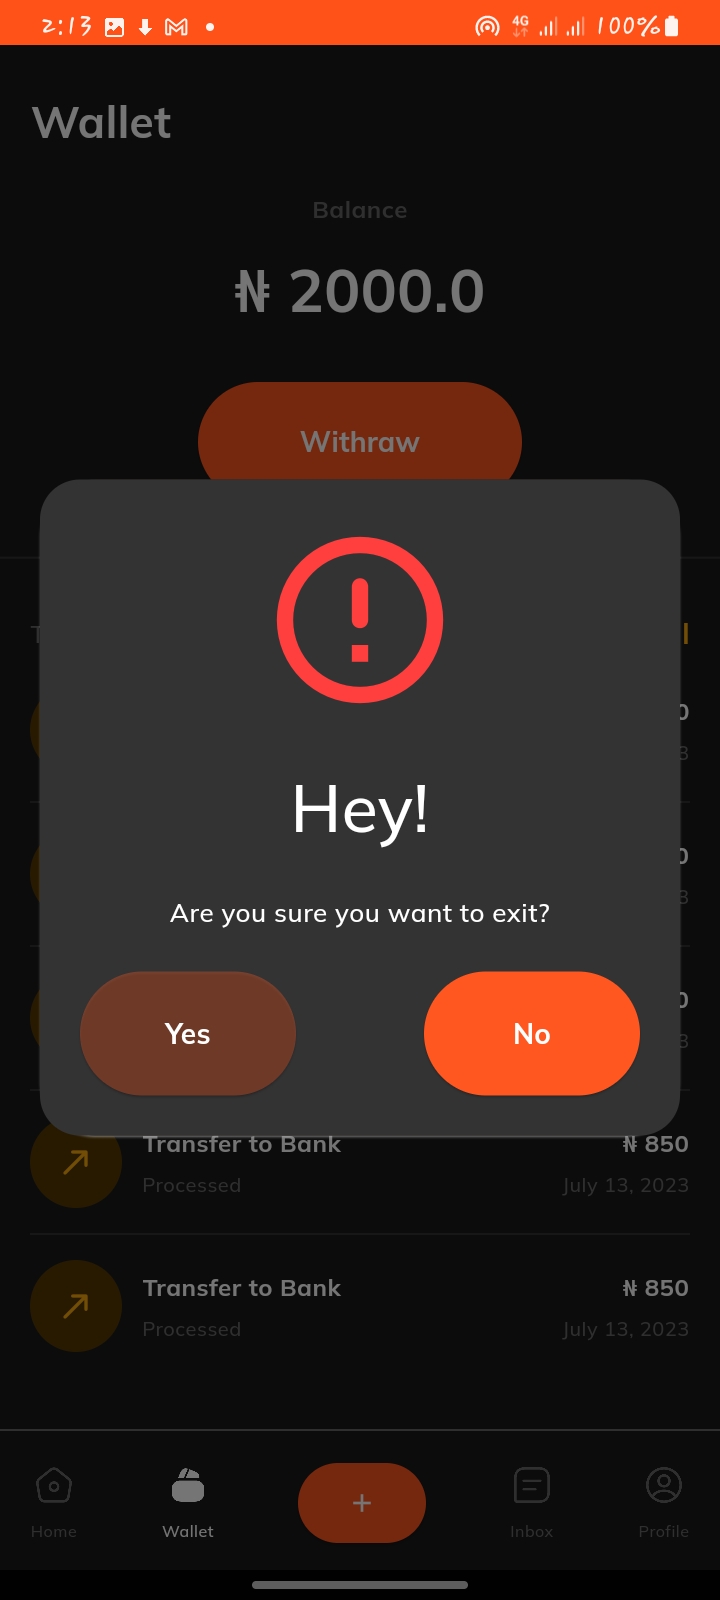 2:13 4G 100%
Wallet
Balance
₦ 2000.0
Withraw
Hey!
Are you sure you want to exit?
Yes No
Transfer to Bank ₦ 850
Processed July 13, 2023
Transfer to Bank ₦ 850
Processed July 13, 2023
Home Wallet + Inbox Profile